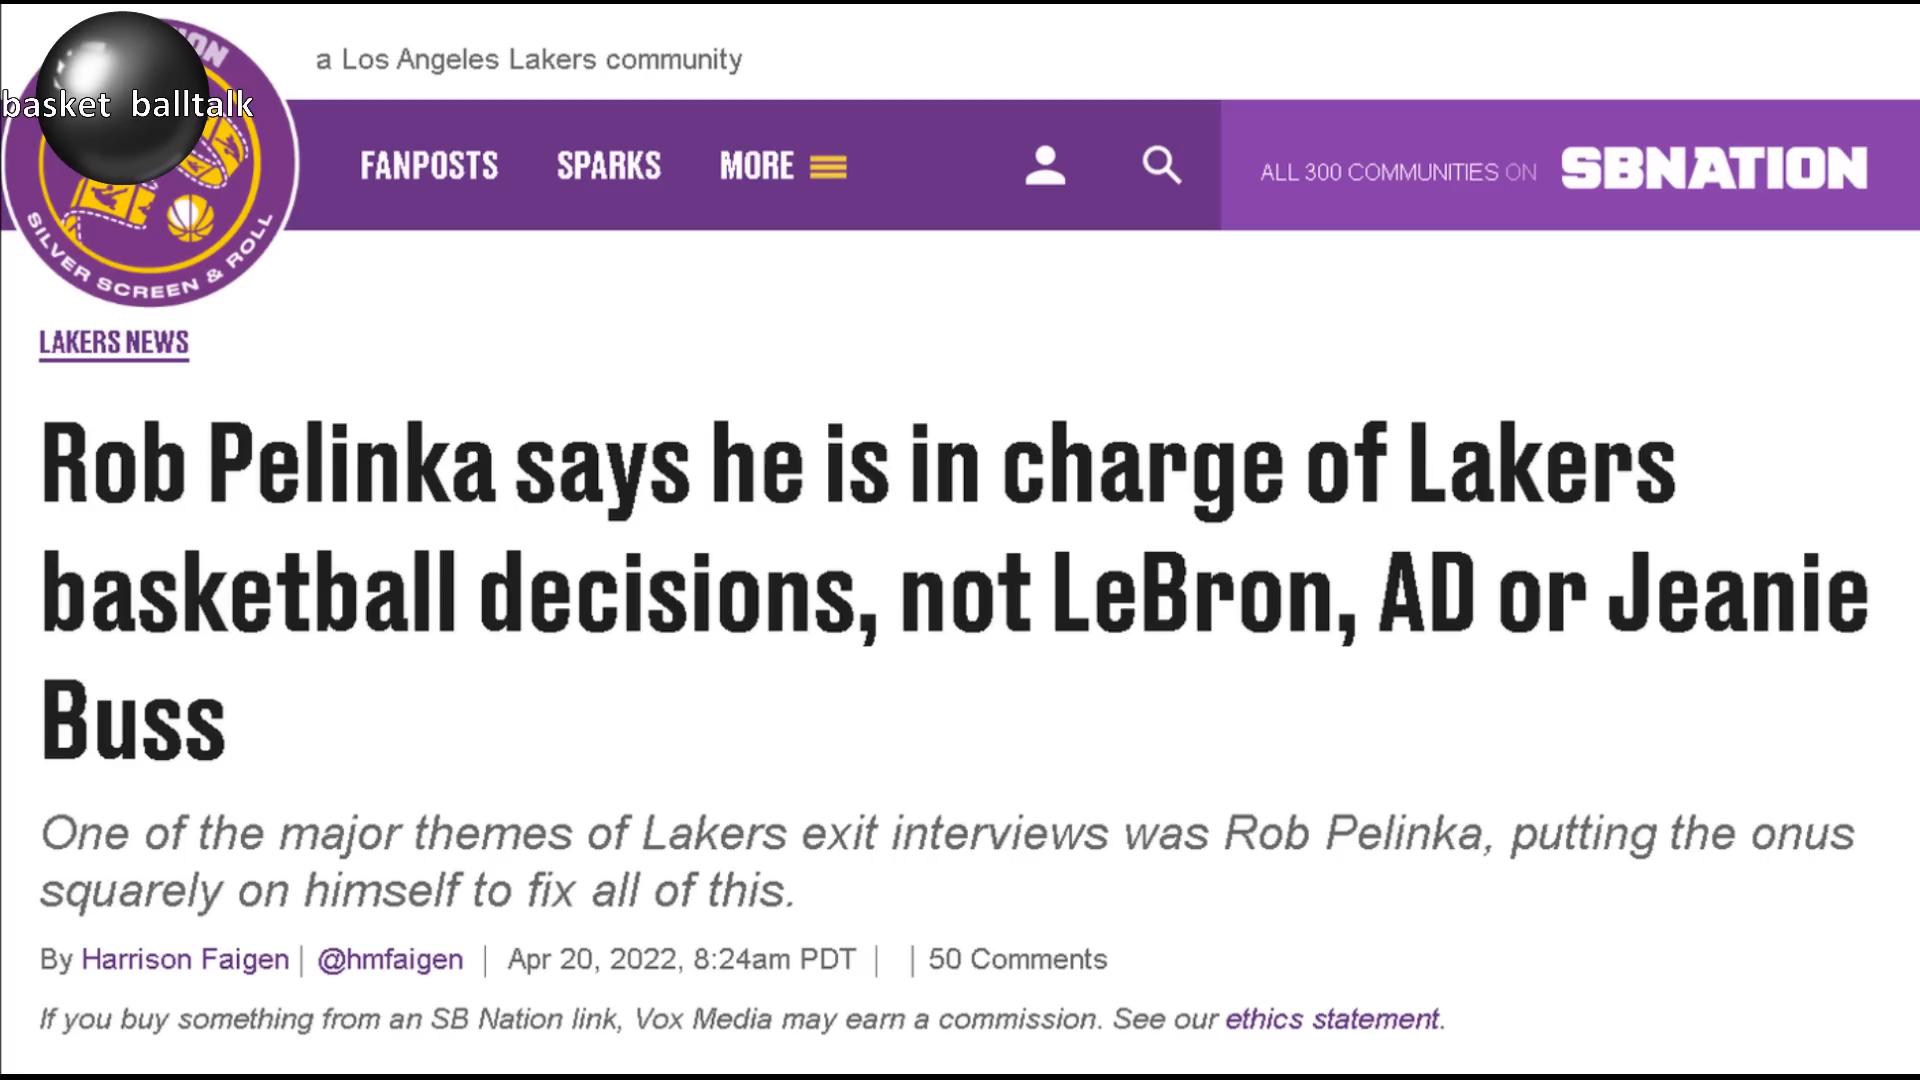 a Los Angeles Lakers community
basket balltalk
FANPOSTS SPARKS MORE
ALL 300 COMMUNITIES ON SBNATION
SILVER SCREEN & ROLL
LAKERS NEWS
Rob Pelinka says he is in charge of Lakers
basketball decisions, not LeBron, AD or Jeanie
Buss
One of the major themes of Lakers exit interviews was Rob Pelinka, putting the onus
squarely on himself to fix all of this.
By Harrison Faigen | @hmfaigen | Apr 20, 2022, 8:24am PDT | | 50 Comments
If you buy something from an SB Nation link, Vox Media may earn a commission. See our ethics statement.